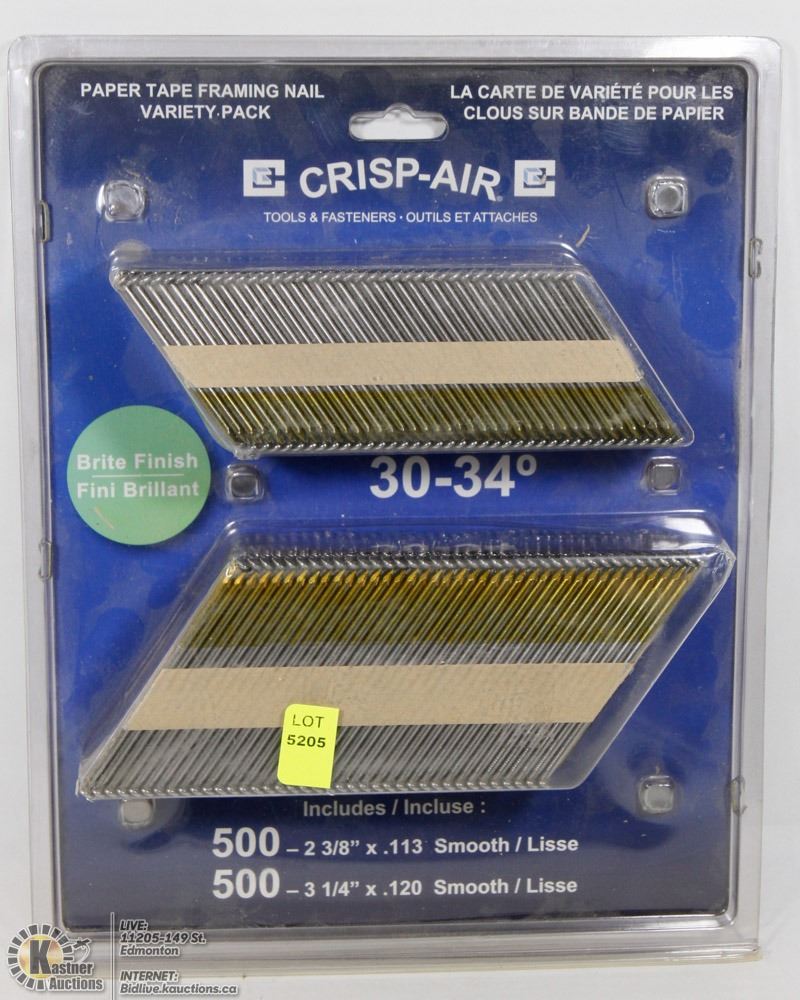 PAPER TAPE FRAMING NAIL
VARIETY PACK
LA CARTE DE VARIÉTÉ POUR LES
CLOUS SUR BANDE DE PAPIER
CRISP-AIR®
TOOLS & FASTENERS · OUTILS ET ATTACHES
Brite Finish
Fini Brillant
30-34º
LOT
5205
Includes / Incluse :
500 – 2 3/8” x .113 Smooth / Lisse
500 – 3 1/4” x .120 Smooth / Lisse
Kastner
Auctions
LIVE:
11205-149 St.
Edmonton
INTERNET:
Bidlive.kauctions.ca